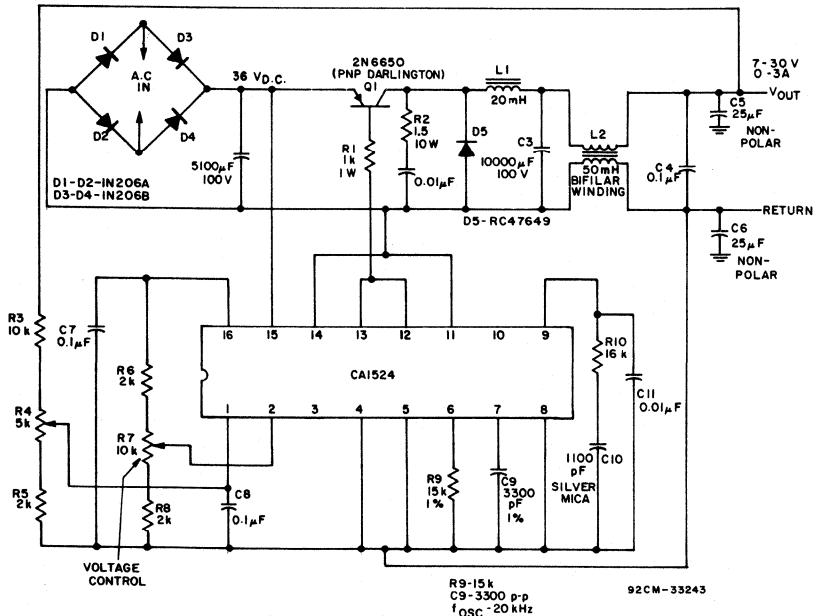 D1
D3
A.C
IN
D2
D4
D1-D2-IN206A
D3-D4-IN206B
36 V D.C.
5100µF
100V
2N6650
(PNP DARLINGTON)
Q1
R1
1k
1W
R2
1.5
10W
0.01µF
D5
D5-RC47649
L1
20mH
C3
10000µF
100V
L2
50mH
BIFILAR
WINDING
7-30V
0-3A
VOUT
C5
25µF
NON-
POLAR
C4
0.1µF
RETURN
C6
25µF
NON-
POLAR
R3
10k
C7
0.1µF
R6
2k
R4
5k
R7
10k
R5
2k
R8
2k
VOLTAGE
CONTROL
16 15 14 13 12 11 10 9
CA1524
1 2 3 4 5 6 7 8
C8
0.1µF
R9
15k
1%
C9
3300
pF
1%
R10
16k
C11
0.01µF
1100
pF
C10
SILVER
MICA
R9-15k
C9-3300 p-p
fOSC-20kHz
92CM-33243